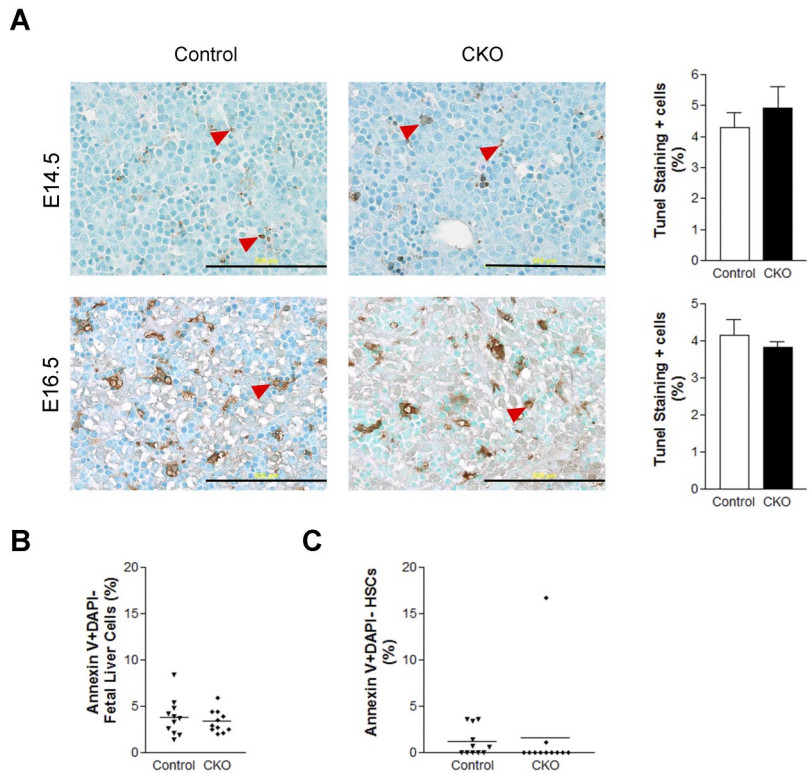 A
Control
CKO
E14.5
Tunel Staining + cells
(%)
6
5
4
3
2
1
0
Control CKO
E16.5
Tunel Staining + cells
(%)
5
4
3
2
1
0
Control CKO
B
Annexin V+DAPI-
Fetal Liver Cells (%)
20
15
10
5
0
Control CKO
C
Annexin V+DAPI- HSCs
(%)
20
15
10
5
0
Control CKO